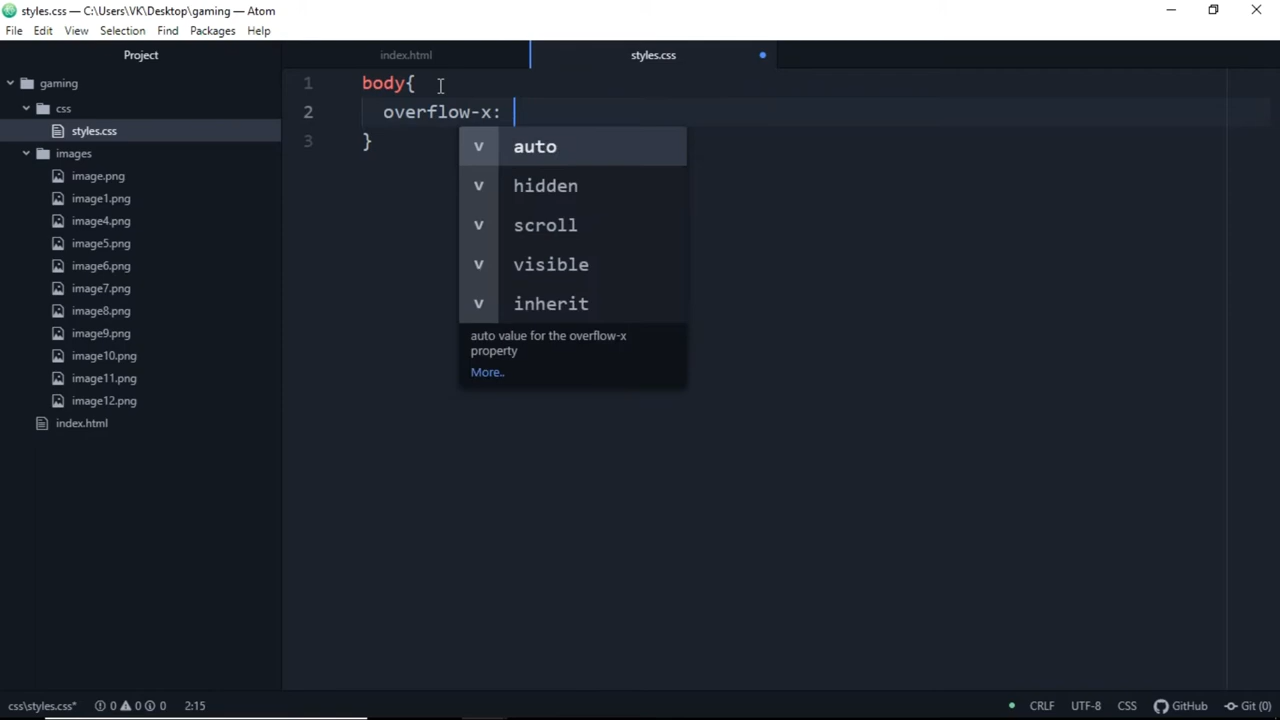 styles.css — C:\Users\VK\Desktop\gaming — Atom
File Edit View Selection Find Packages Help
Project
index.html
styles.css
gaming
css
styles.css
images
image.png
image1.png
image4.png
image5.png
image6.png
image7.png
image8.png
image9.png
image10.png
image11.png
image12.png
index.html
1 body{
2 overflow-x:
3 }
v auto
v hidden
v scroll
v visible
v inherit
auto value for the overflow-x
property
More..
css\styles.css* 0 0 0 2:15 CRLF UTF-8 CSS GitHub Git (0)